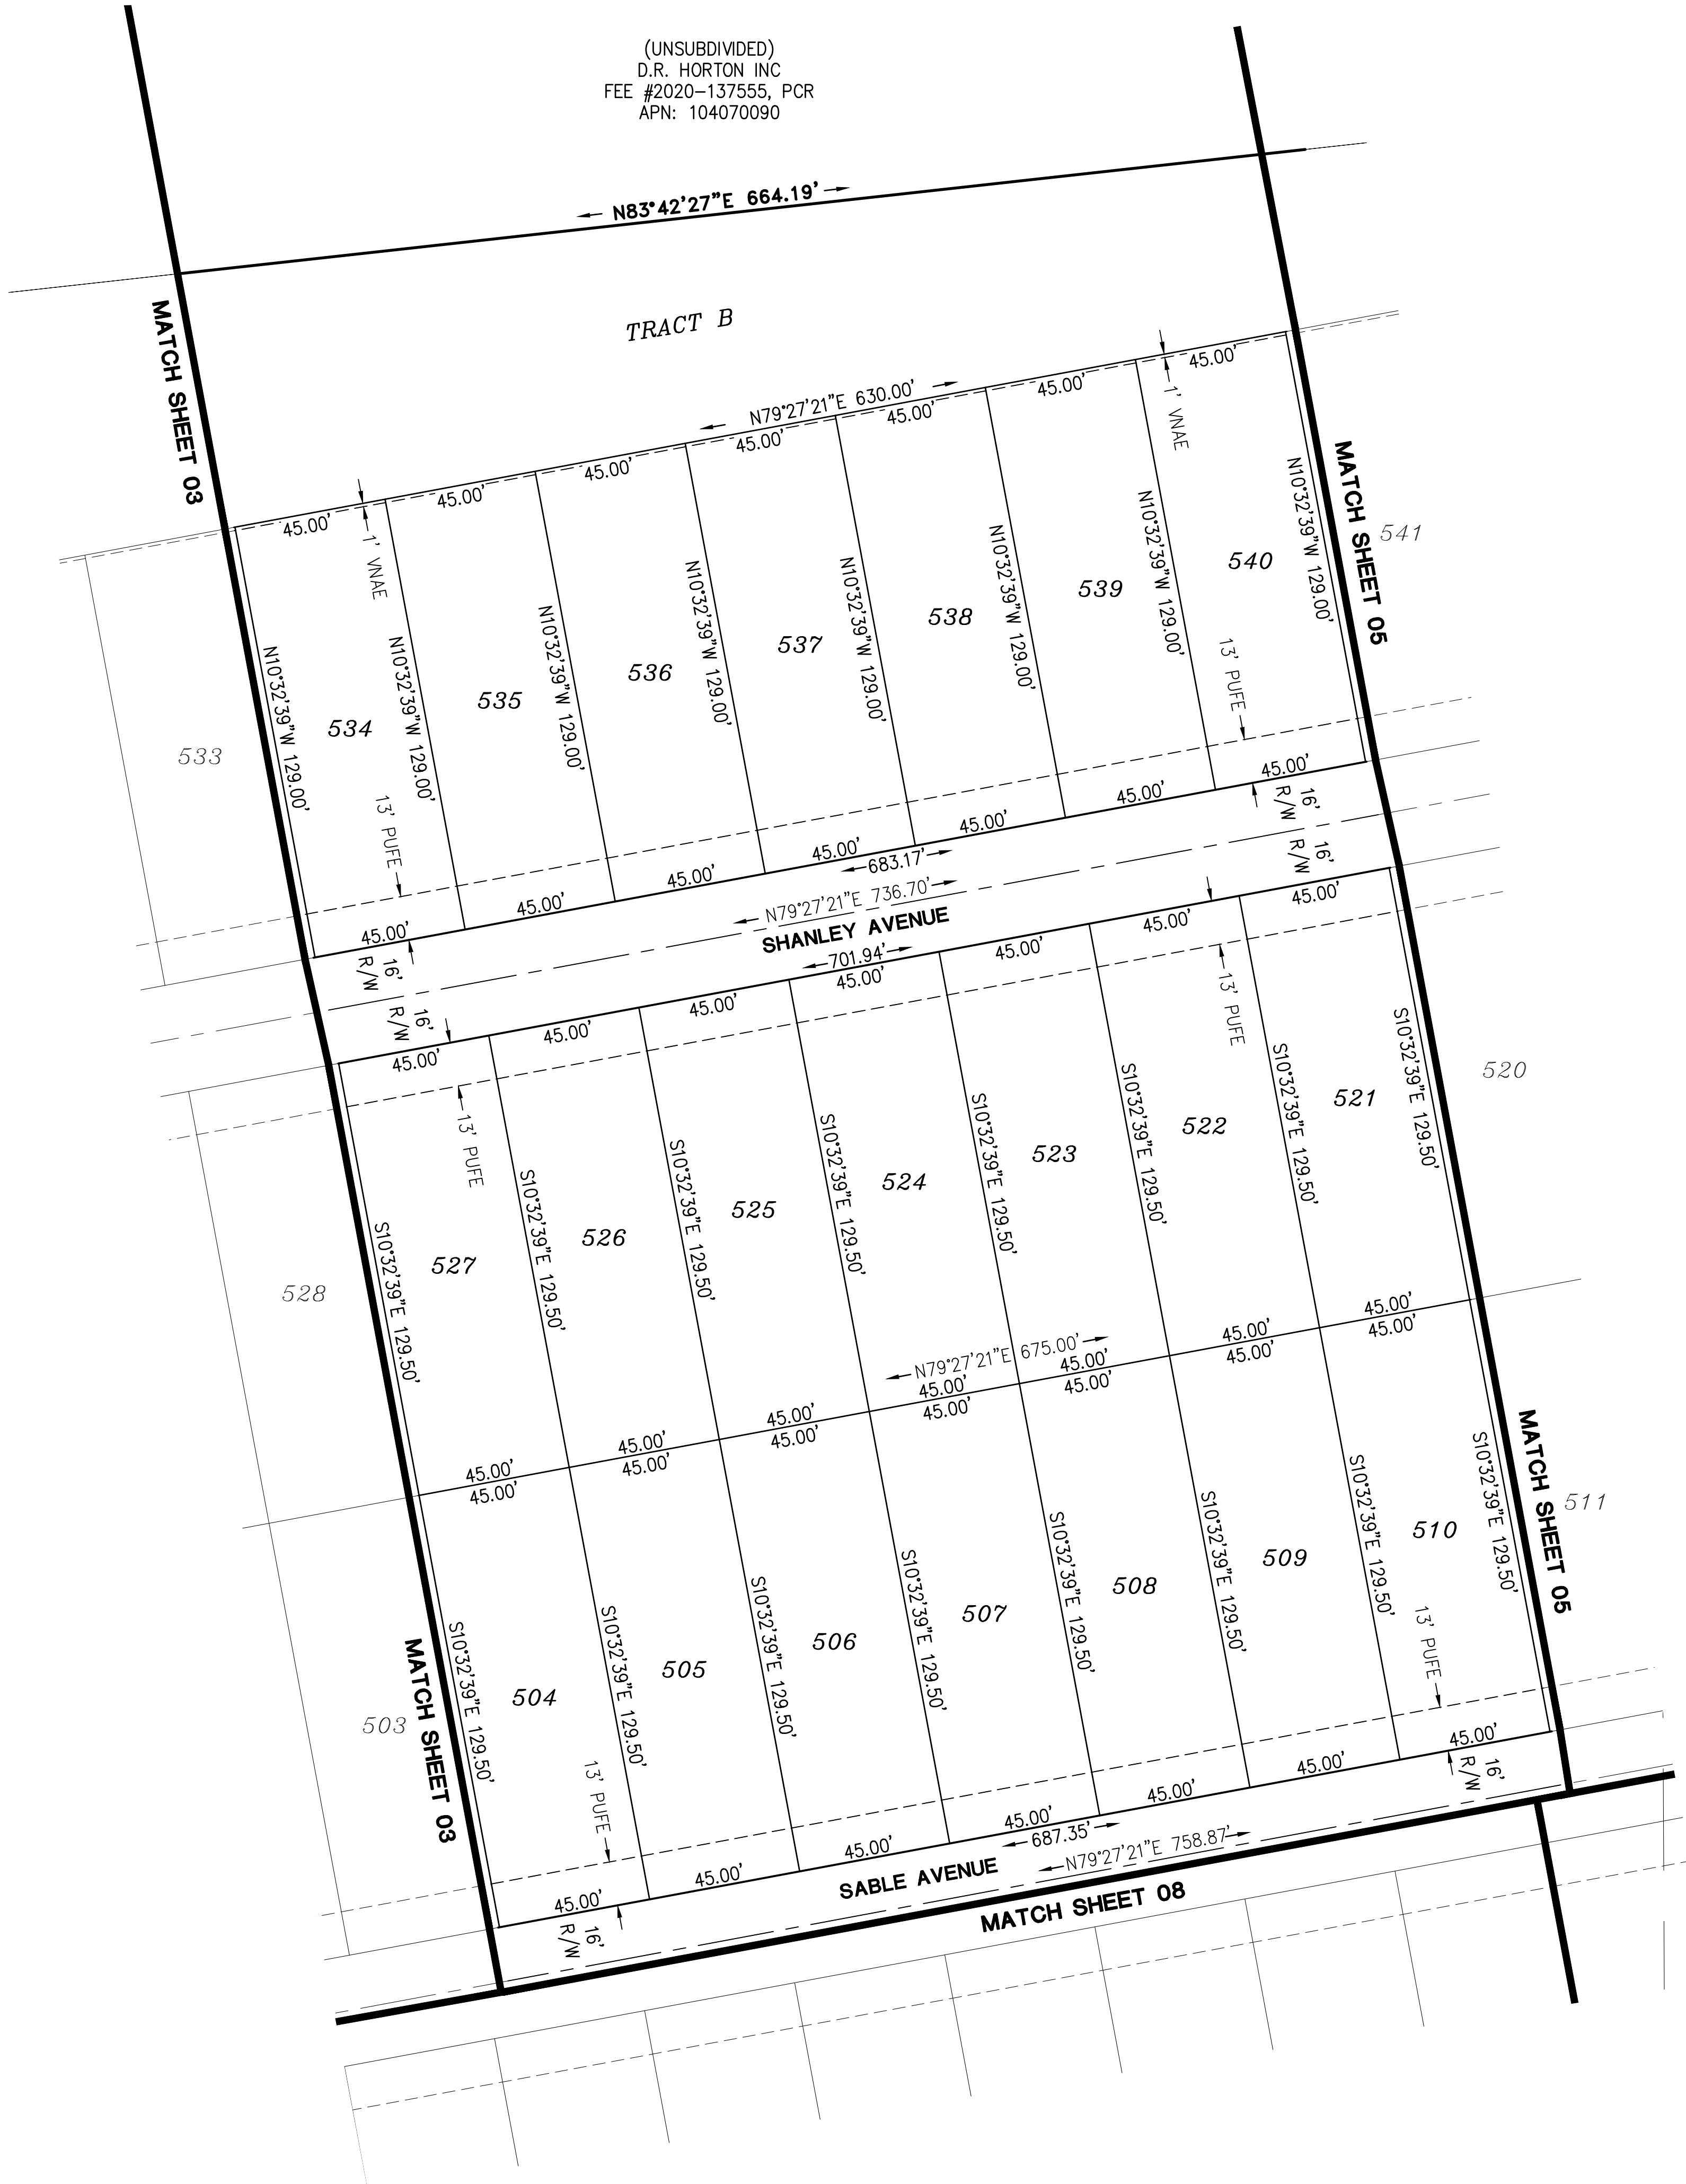 (UNSUBDIVIDED)
D.R. HORTON INC
FEE #2020-137555, PCR
APN: 104070090
N83°42'27"E 664.19'
MATCH SHEET 03
TRACT B
N79°27'21"E 630.00'
45.00'
45.00'
45.00'
45.00'
45.00'
45.00'
45.00'
1' VNAE
1' VNAE
MATCH SHEET 05
533
N10°32'39"W 129.00'
534
N10°32'39"W 129.00'
535
N10°32'39"W 129.00'
536
N10°32'39"W 129.00'
537
N10°32'39"W 129.00'
538
N10°32'39"W 129.00'
539
N10°32'39"W 129.00'
540
N10°32'39"W 129.00'
541
13' PUFE
13' PUFE
45.00'
45.00'
45.00'
45.00'
45.00'
45.00'
45.00'
683.17'
16'
R/W
16'
R/W
16'
R/W
16'
R/W
N79°27'21"E 736.70'
SHANLEY AVENUE
701.94'
45.00'
45.00'
45.00'
45.00'
45.00'
45.00'
45.00'
13' PUFE
13' PUFE
528
S10°32'39"E 129.50'
527
S10°32'39"E 129.50'
526
S10°32'39"E 129.50'
525
S10°32'39"E 129.50'
524
S10°32'39"E 129.50'
523
S10°32'39"E 129.50'
522
S10°32'39"E 129.50'
521
S10°32'39"E 129.50'
520
N79°27'21"E 675.00'
45.00'
45.00'
45.00'
45.00'
45.00'
45.00'
45.00'
45.00'
45.00'
45.00'
45.00'
45.00'
45.00'
45.00'
MATCH SHEET 03
MATCH SHEET 05
503
S10°32'39"E 129.50'
504
S10°32'39"E 129.50'
505
S10°32'39"E 129.50'
506
S10°32'39"E 129.50'
507
S10°32'39"E 129.50'
508
S10°32'39"E 129.50'
509
S10°32'39"E 129.50'
510
S10°32'39"E 129.50'
511
13' PUFE
13' PUFE
45.00'
45.00'
45.00'
45.00'
45.00'
45.00'
45.00'
687.35'
16'
R/W
16'
R/W
N79°27'21"E 758.87'
SABLE AVENUE
MATCH SHEET 08